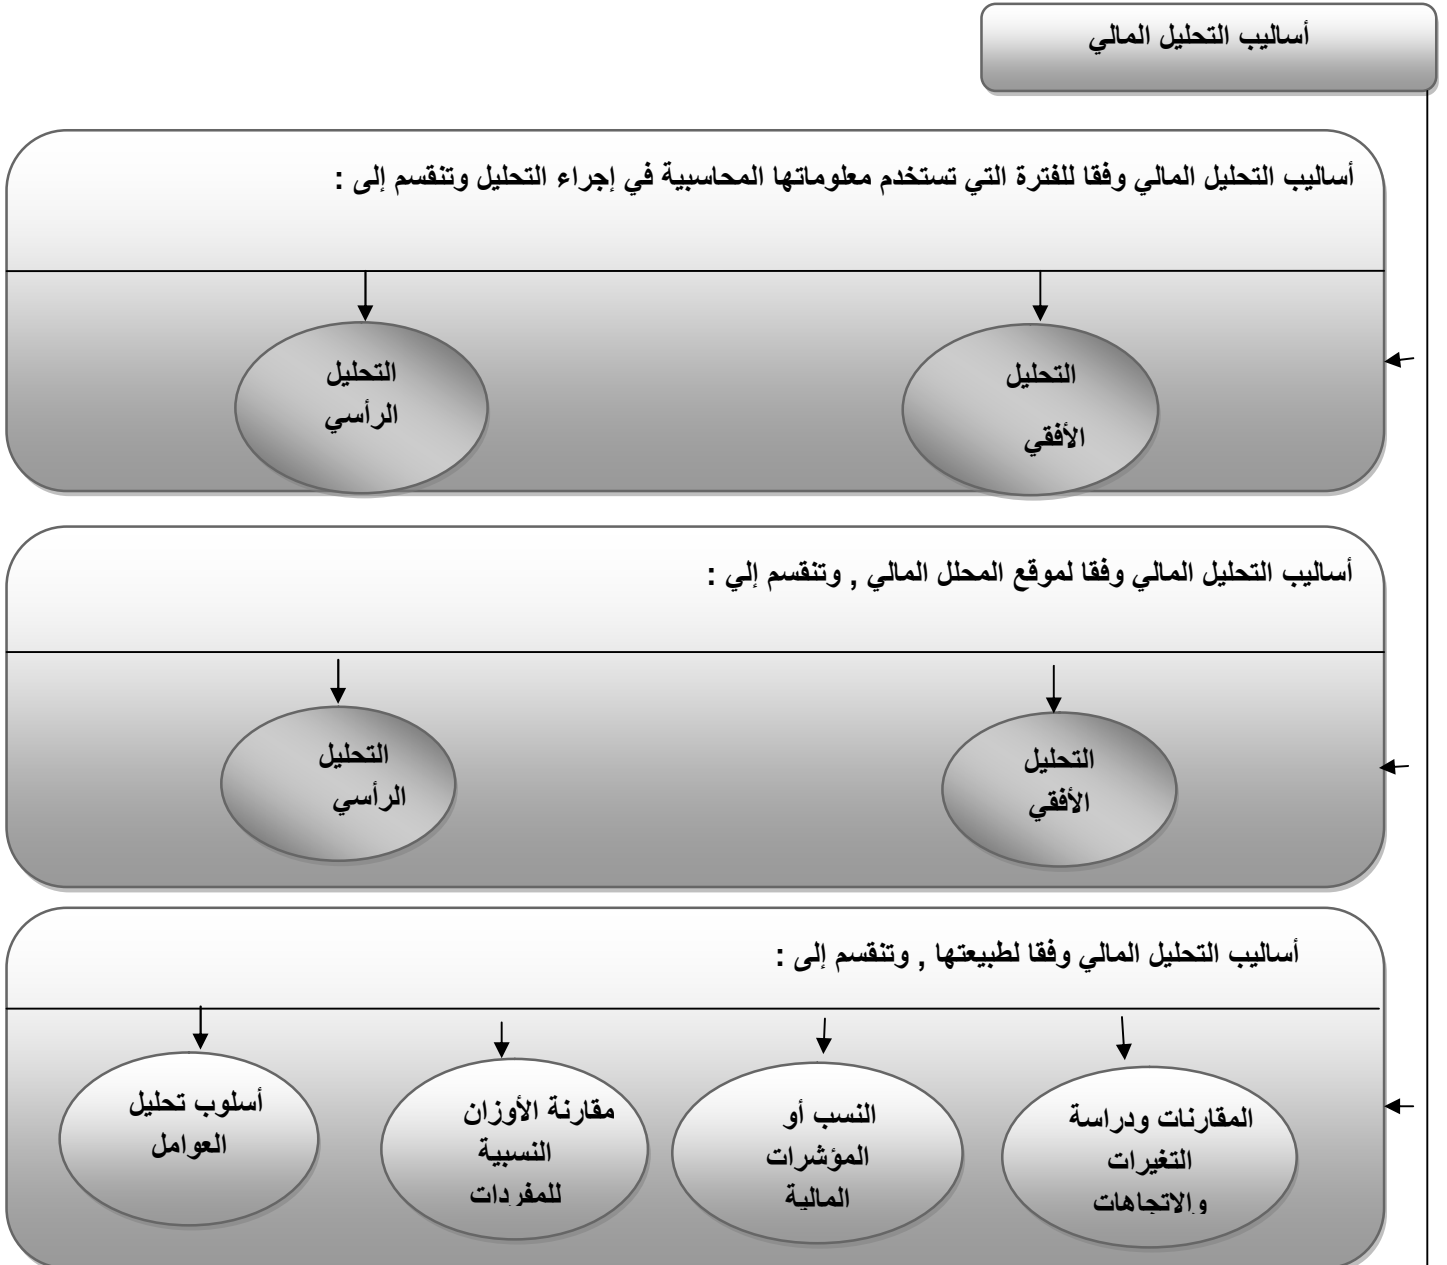 أساليب التحليل المالي
أساليب التحليل المالي وفقا للفترة التي تستخدم معلوماتها المحاسبية في إجراء التحليل وتنقسم إلى :
التحليل
الأفقي
التحليل
الرأسي
أساليب التحليل المالي وفقا لموقع المحلل المالي , وتنقسم إلي :
التحليل
الأفقي
التحليل
الرأسي
أساليب التحليل المالي وفقا لطبيعتها , وتنقسم إلى :
المقارنات ودراسة
التغيرات
والاتجاهات
النسب أو
المؤشرات
المالية
مقارنة الأوزان
النسبية
للمفردات
أسلوب تحليل
العوامل